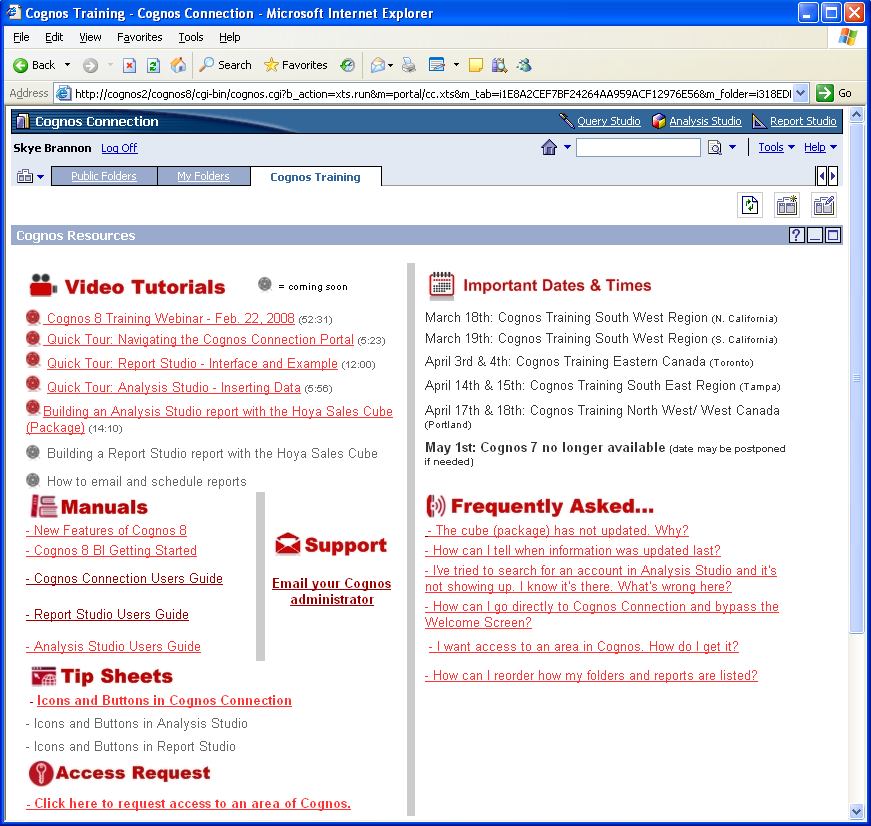 Cognos Training - Cognos Connection - Microsoft Internet Explorer
File Edit View Favorites Tools Help
Back Search Favorites
Address http://cognos2/cognos8/cgi-bin/cognos.cgi?b_action=xts.run&m=portal/cc.xts&m_tab=i1E8A2CEF7BF24264AA959ACF12976E56&m_folder=i318EDI Go
Cognos Connection Query Studio Analysis Studio Report Studio
Skye Brannon Log Off Tools Help
Public Folders My Folders Cognos Training
Cognos Resources
Video Tutorials = coming soon
Cognos 8 Training Webinar - Feb. 22, 2008 (52:31)
Quick Tour: Navigating the Cognos Connection Portal (5:23)
Quick Tour: Report Studio - Interface and Example (12:00)
Quick Tour: Analysis Studio - Inserting Data (5:56)
Building an Analysis Studio report with the Hoya Sales Cube
(Package) (14:10)
Building a Report Studio report with the Hoya Sales Cube
How to email and schedule reports
Manuals
- New Features of Cognos 8
- Cognos 8 BI Getting Started
- Cognos Connection Users Guide
- Report Studio Users Guide
- Analysis Studio Users Guide
Support
Email your Cognos
administrator
Tip Sheets
- Icons and Buttons in Cognos Connection
- Icons and Buttons in Analysis Studio
- Icons and Buttons in Report Studio
Access Request
- Click here to request access to an area of Cognos.
Important Dates & Times
March 18th: Cognos Training South West Region (N. California)
March 19th: Cognos Training South West Region (S. California)
April 3rd & 4th: Cognos Training Eastern Canada (Toronto)
April 14th & 15th: Cognos Training South East Region (Tampa)
April 17th & 18th: Cognos Training North West/ West Canada
(Portland)
May 1st: Cognos 7 no longer available (date may be postponed
if needed)
Frequently Asked...
- The cube (package) has not updated. Why?
- How can I tell when information was updated last?
- I've tried to search for an account in Analysis Studio and it's
not showing up. I know it's there. What's wrong here?
- How can I go directly to Cognos Connection and bypass the
Welcome Screen?
- I want access to an area in Cognos. How do I get it?
- How can I reorder how my folders and reports are listed?